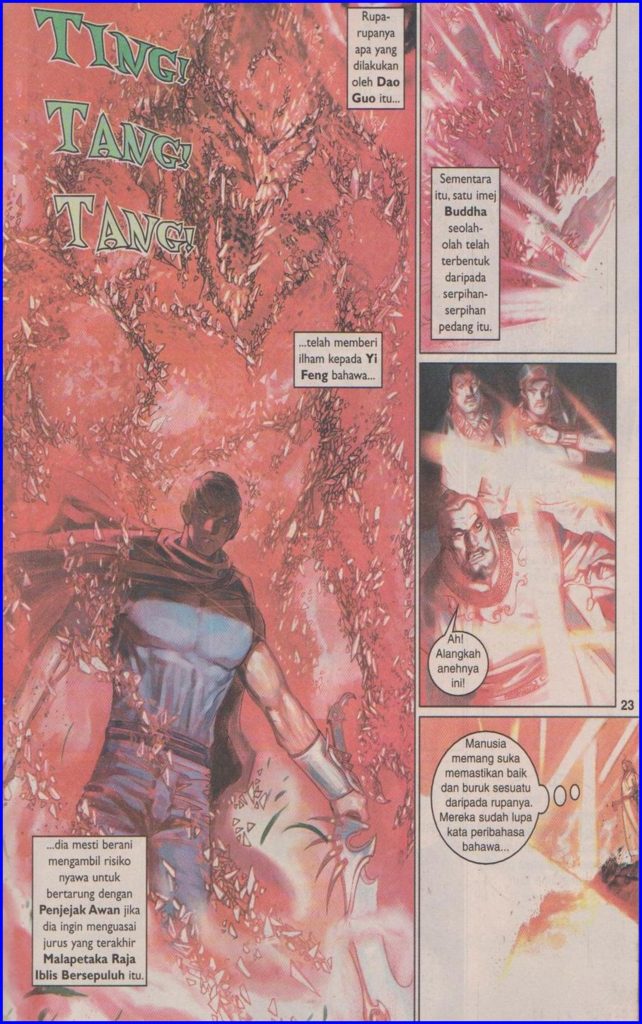 TING!
TANG!
TANG!
Rupa-
rupanya
apa yang
dilakukan
oleh Dao
Guo itu...
...telah memberi
ilham kepada Yi
Feng bahawa...
...dia mesti berani
mengambil risiko
nyawa untuk
bertarung dengan
Penjejak Awan jika
dia ingin menguasai
jurus yang terakhir
Malapetaka Raja
Iblis Bersepuluh itu.
Sementara
itu, satu imej
Buddha
seolah-
olah telah
terbentuk
daripada
serpihan-
serpihan
pedang itu.
Ah!
Alangkah
anehnya
ini!
23
Manusia
memang suka
memastikan baik
dan buruk sesuatu
daripada rupanya.
Mereka sudah lupa
kata peribahasa
bahawa...